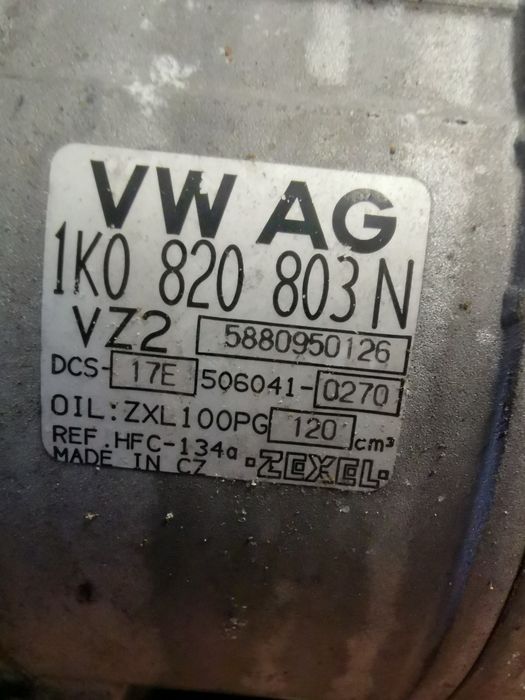 VW AG
1K0 820 803 N
VZ2 5880950126
DCS-17E 506041-0270
OIL:ZXL100PG 120 cm³
REF.HFC-134a
MADE IN CZ ·ZEXEL·